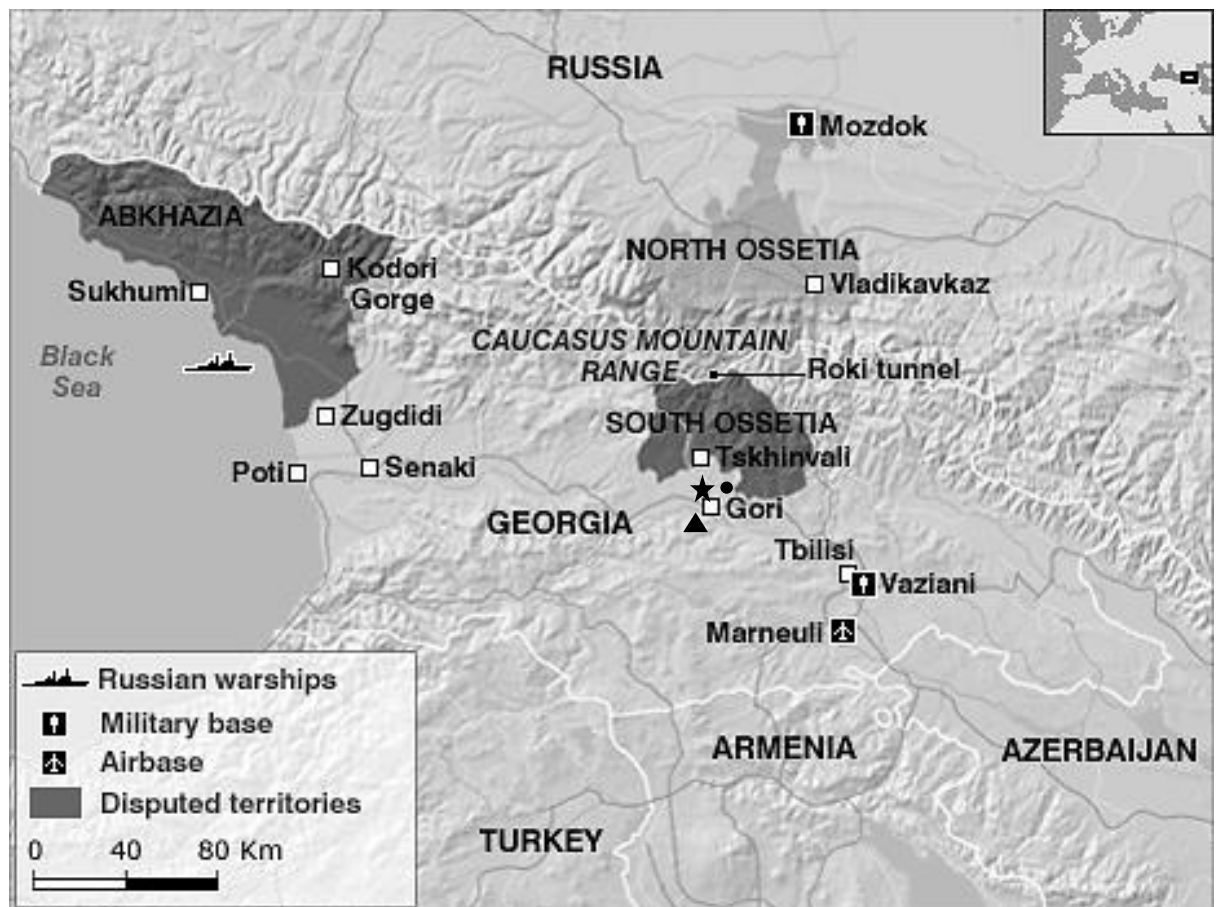 RUSSIA
Mozdok
ABKHAZIA
NORTH OSSETIA
Kodori
Gorge
Sukhumi
Vladikavkaz
CAUCASUS MOUNTAIN
RANGE
Black
Sea
Roki tunnel
Zugdidi
SOUTH OSSETIA
Tskhinvali
Poti
Senaki
GEORGIA
Gori
Tbilisi
Vaziani
Marneuli
Russian warships
Military base
Airbase
Disputed territories
0 40 80 Km
ARMENIA
AZERBAIJAN
TURKEY